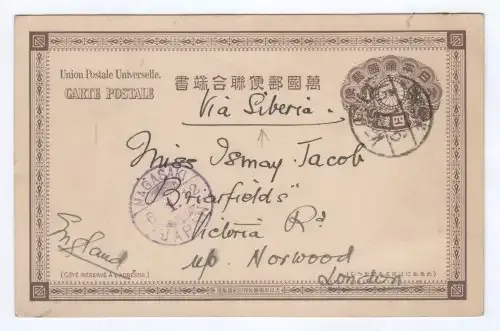 Union Postale Universelle.
CARTE POSTALE
書端合聯便郵國萬
Via Siberia.
Miss Ismay Jacob
"Briarfields"
Victoria Rd
up. Norwood
London
England
NAGASAKI
JAPAN
(CÔTÉ RÉSERVÉ À L'ADRESSE.)